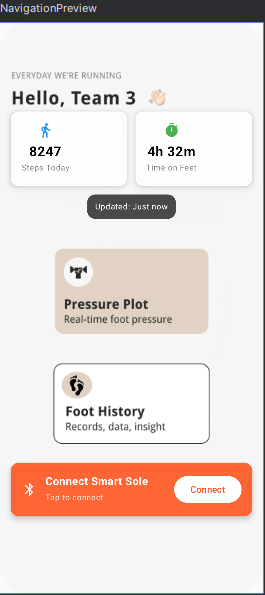 NavigationPreview
EVERYDAY WE'RE RUNNING
Hello, Team 3
8247
Steps Today
4h 32m
Time on Feet
Updated: Just now
Pressure Plot
Real-time foot pressure
Foot History
Records, data, insight
Connect Smart Sole
Tap to connect
Connect